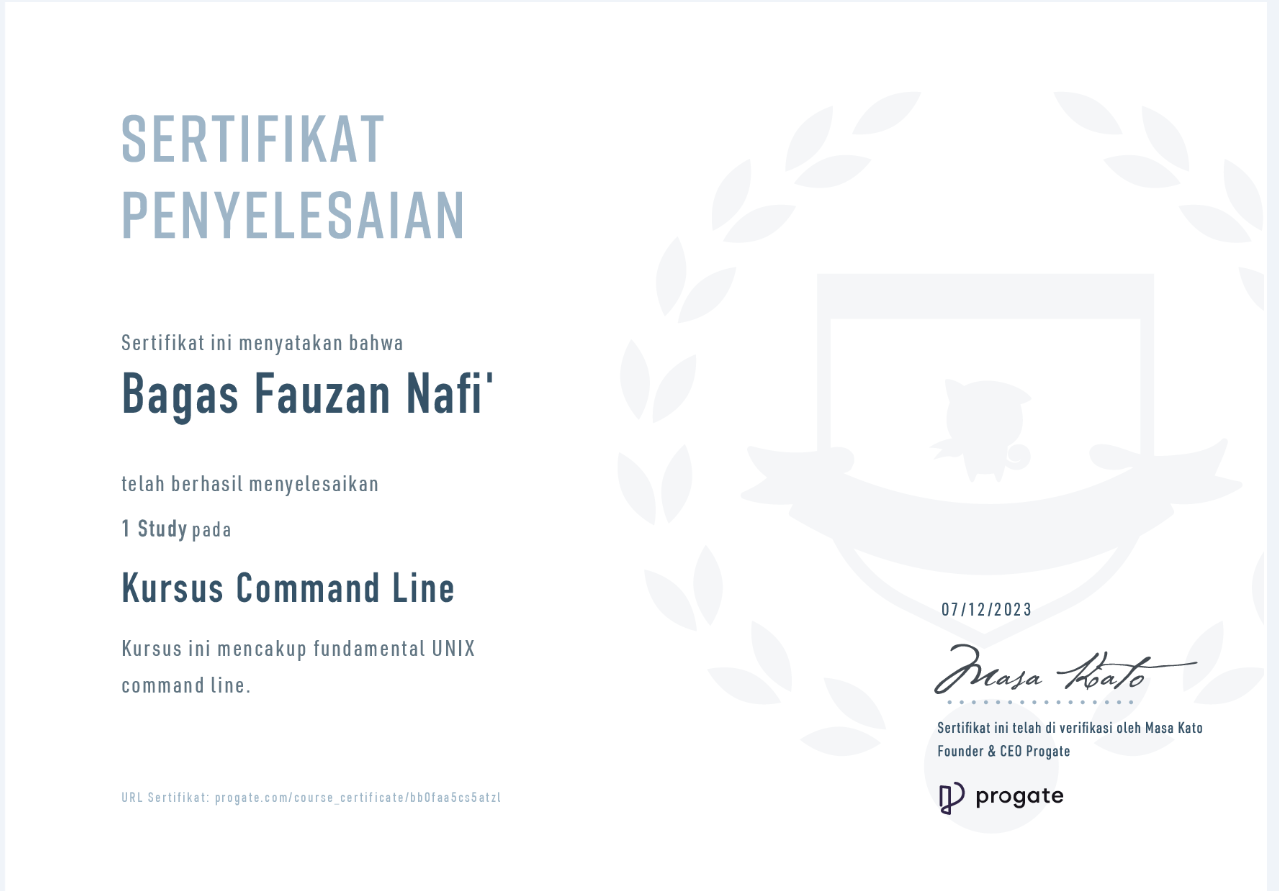 SERTIFIKAT
PENYELESAIAN
Sertifikat ini menyatakan bahwa
Bagas Fauzan Nafi'
telah berhasil menyelesaikan
1 Study pada
Kursus Command Line
Kursus ini mencakup fundamental UNIX
command line.
07/12/2023
Masa Kato
Sertifikat ini telah di verifikasi oleh Masa Kato
Founder & CEO Progate
URL Sertifikat: progate.com/course_certificate/bb0faa5cs5atzl
progate